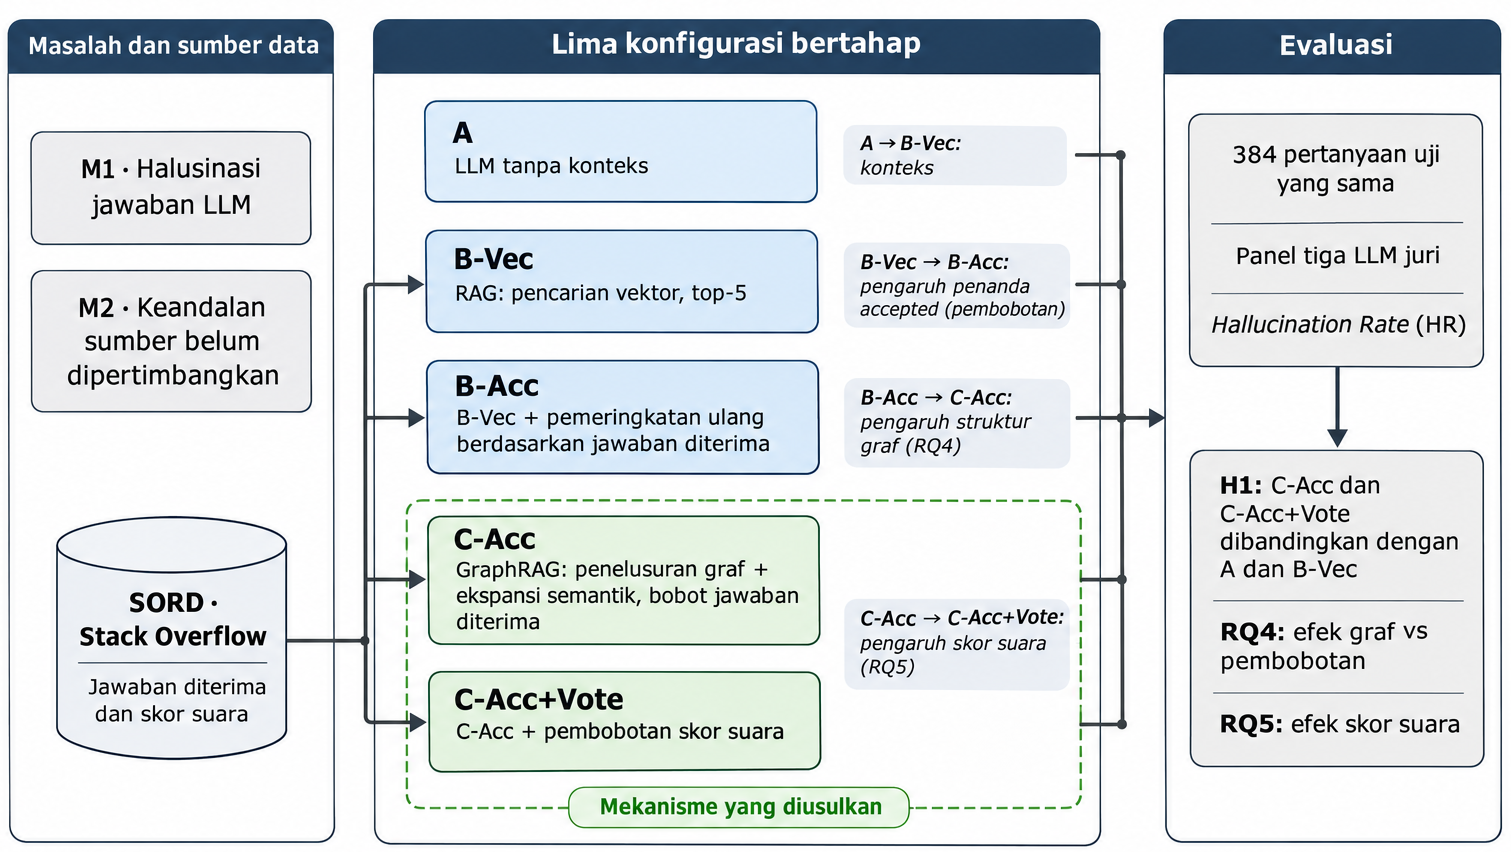 Masalah dan sumber data
M1 · Halusinasi
jawaban LLM
M2 · Keandalan
sumber belum
dipertimbangkan
SORD ·
Stack Overflow
Jawaban diterima
dan skor suara
Lima konfigurasi bertahap
A
LLM tanpa konteks
A → B-Vec:
konteks
B-Vec
RAG: pencarian vektor, top-5
B-Vec → B-Acc:
pengaruh penanda
accepted (pembobotan)
B-Acc
B-Vec + pemeringkatan ulang
berdasarkan jawaban diterima
B-Acc → C-Acc:
pengaruh struktur
graf (RQ4)
C-Acc
GraphRAG: penelusuran graf +
ekspansi semantik, bobot jawaban
diterima
C-Acc → C-Acc+Vote:
pengaruh skor suara
(RQ5)
C-Acc+Vote
C-Acc + pembobotan skor suara
Mekanisme yang diusulkan
Evaluasi
384 pertanyaan uji
yang sama
Panel tiga LLM juri
Hallucination Rate (HR)
H1: C-Acc dan
C-Acc+Vote
dibandingkan dengan
A dan B-Vec
RQ4: efek graf vs
pembobotan
RQ5: efek skor suara